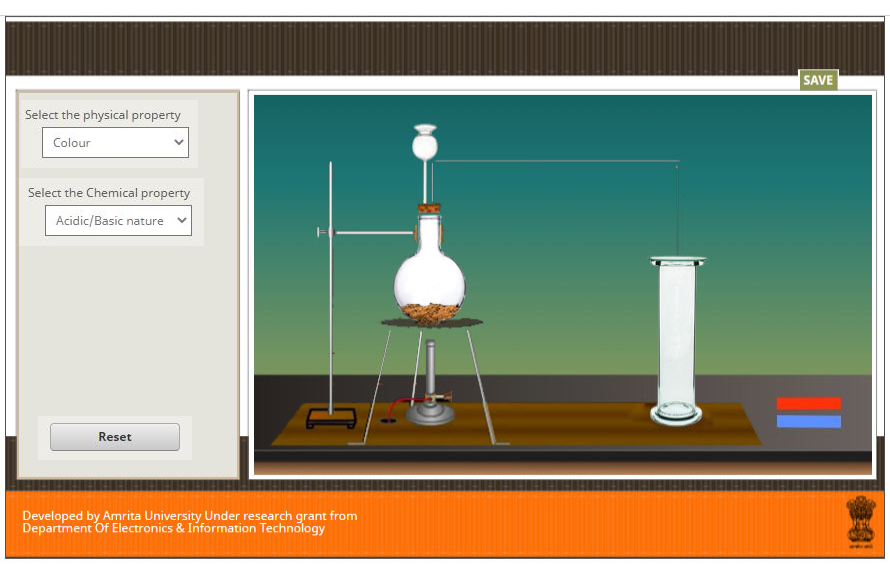 SAVE
Select the physical property
Colour
Select the Chemical property
Acidic/Basic nature
Reset
Developed by Amrita University Under research grant from
Department Of Electronics & Information Technology